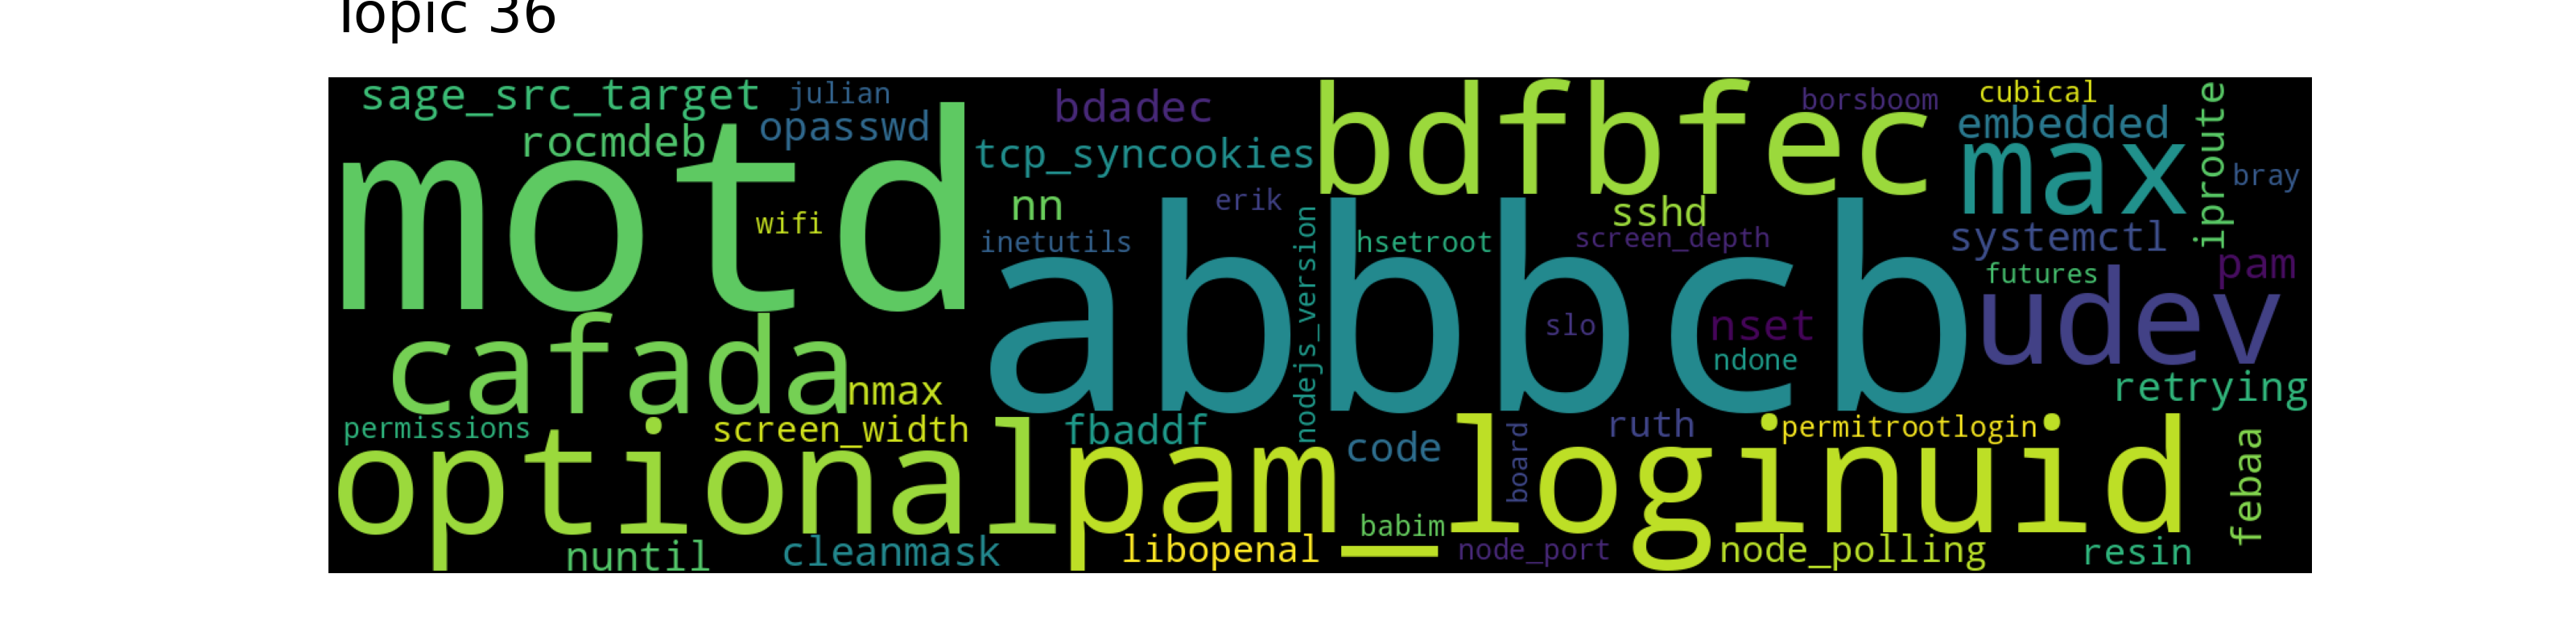 Topic 36
sage_src_target julian bdadec bdfbfec borsboom cubical
rocmdeb opasswd tcp_syncookies embedded iproute
motd wifi nn erik sshd max bray
inetutils nodejs_version hsetroot screen_depth systemctl pam
abbbcb slo nset ndone futures udev
cafada nmax retrying
permissions screen_width fbaddf code board ruth permitrootlogin febaa
optional pam_loginuid
babim
nuntil cleanmask libopenal node_port node_polling resin